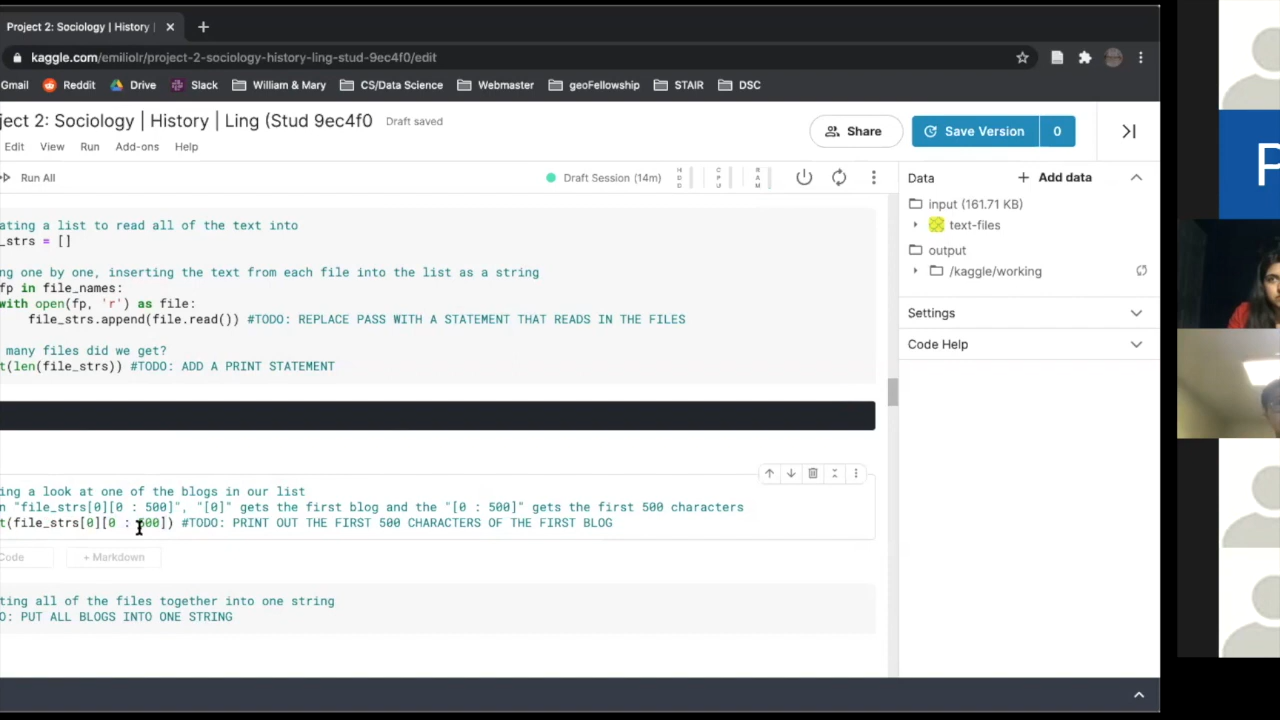 Project 2: Sociology | History |
kaggle.com/emiliolr/project-2-sociology-history-ling-stud-9ec4f0/edit
Gmail Reddit Drive Slack William & Mary CS/Data Science Webmaster geoFellowship STAIR DSC
ject 2: Sociology | History | Ling (Stud 9ec4f0 Draft saved
Share Save Version 0
Edit View Run Add-ons Help
Run All Draft Session (14m) HDD CPU RAM
Data + Add data
input (161.71 KB)
text-files
output
/kaggle/working
Settings
Code Help
ating a list to read all of the text into
_strs = []
ng one by one, inserting the text from each file into the list as a string
fp in file_names:
with open(fp, 'r') as file:
file_strs.append(file.read()) #TODO: REPLACE PASS WITH A STATEMENT THAT READS IN THE FILES
many files did we get?
t(len(file_strs)) #TODO: ADD A PRINT STATEMENT
ing a look at one of the blogs in our list
n "file_strs[0][0 : 500]", "[0]" gets the first blog and the "[0 : 500]" gets the first 500 characters
t(file_strs[0][0 : 500]) #TODO: PRINT OUT THE FIRST 500 CHARACTERS OF THE FIRST BLOG
Code + Markdown
ting all of the files together into one string
O: PUT ALL BLOGS INTO ONE STRING
P